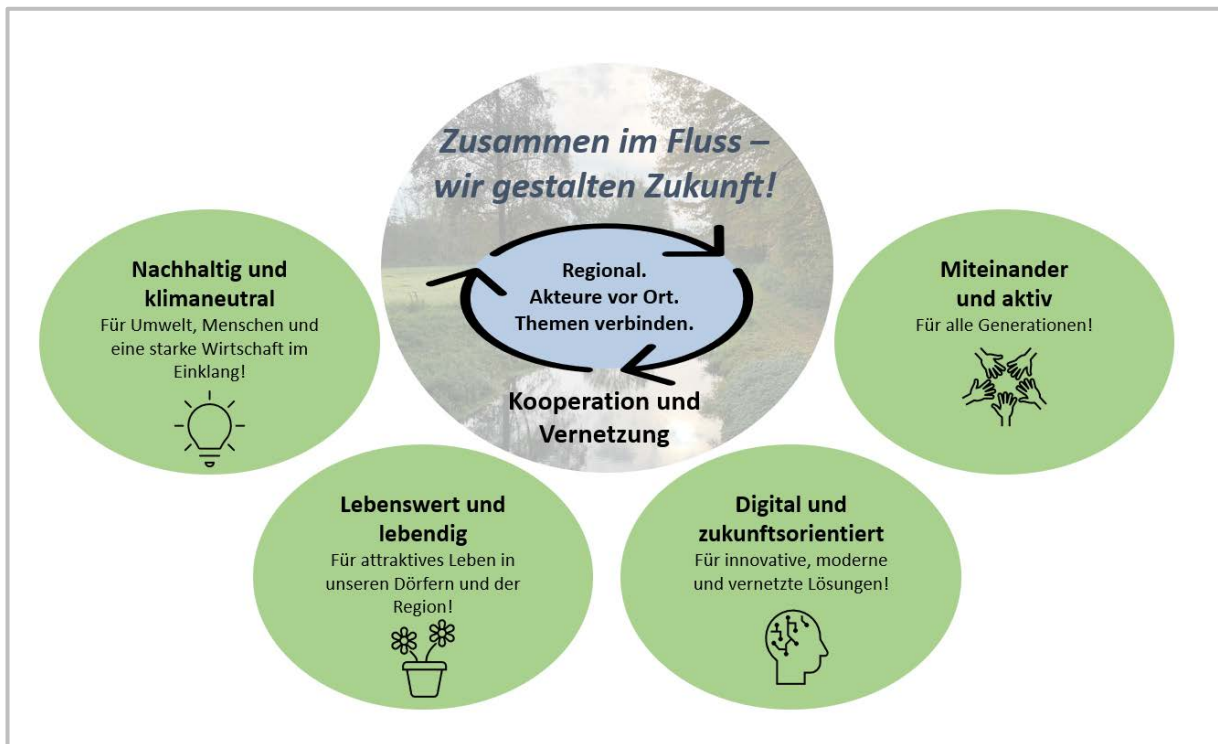 Zusammen im Fluss –
wir gestalten Zukunft!
Regional.
Akteure vor Ort.
Themen verbinden.
Kooperation und
Vernetzung
Nachhaltig und
klimaneutral
Für Umwelt, Menschen und
eine starke Wirtschaft im
Einklang!
Lebenswert und
lebendig
Für attraktives Leben in
unseren Dörfern und der
Region!
Digital und
zukunftsorientiert
Für innovative, moderne
und vernetzte Lösungen!
Miteinander
und aktiv
Für alle Generationen!